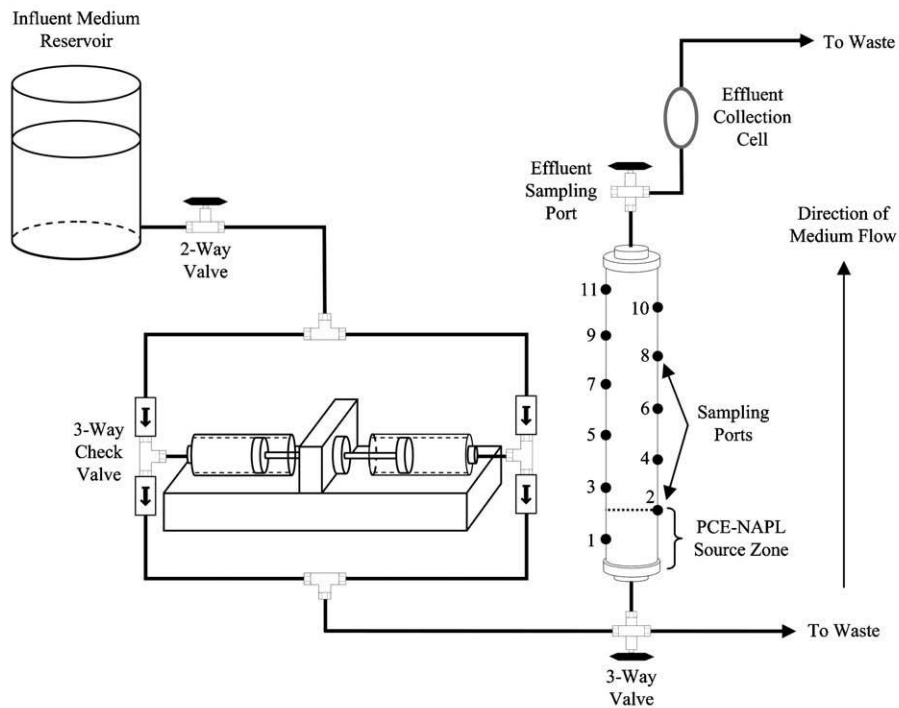 Influent Medium
Reservoir
2-Way
Valve
3-Way
Check
Valve
To Waste
Effluent
Collection
Cell
Effluent
Sampling
Port
Direction of
Medium Flow
11
10
9
8
7
6
5
4
3
2
1
Sampling
Ports
PCE-NAPL
Source Zone
To Waste
3-Way
Valve